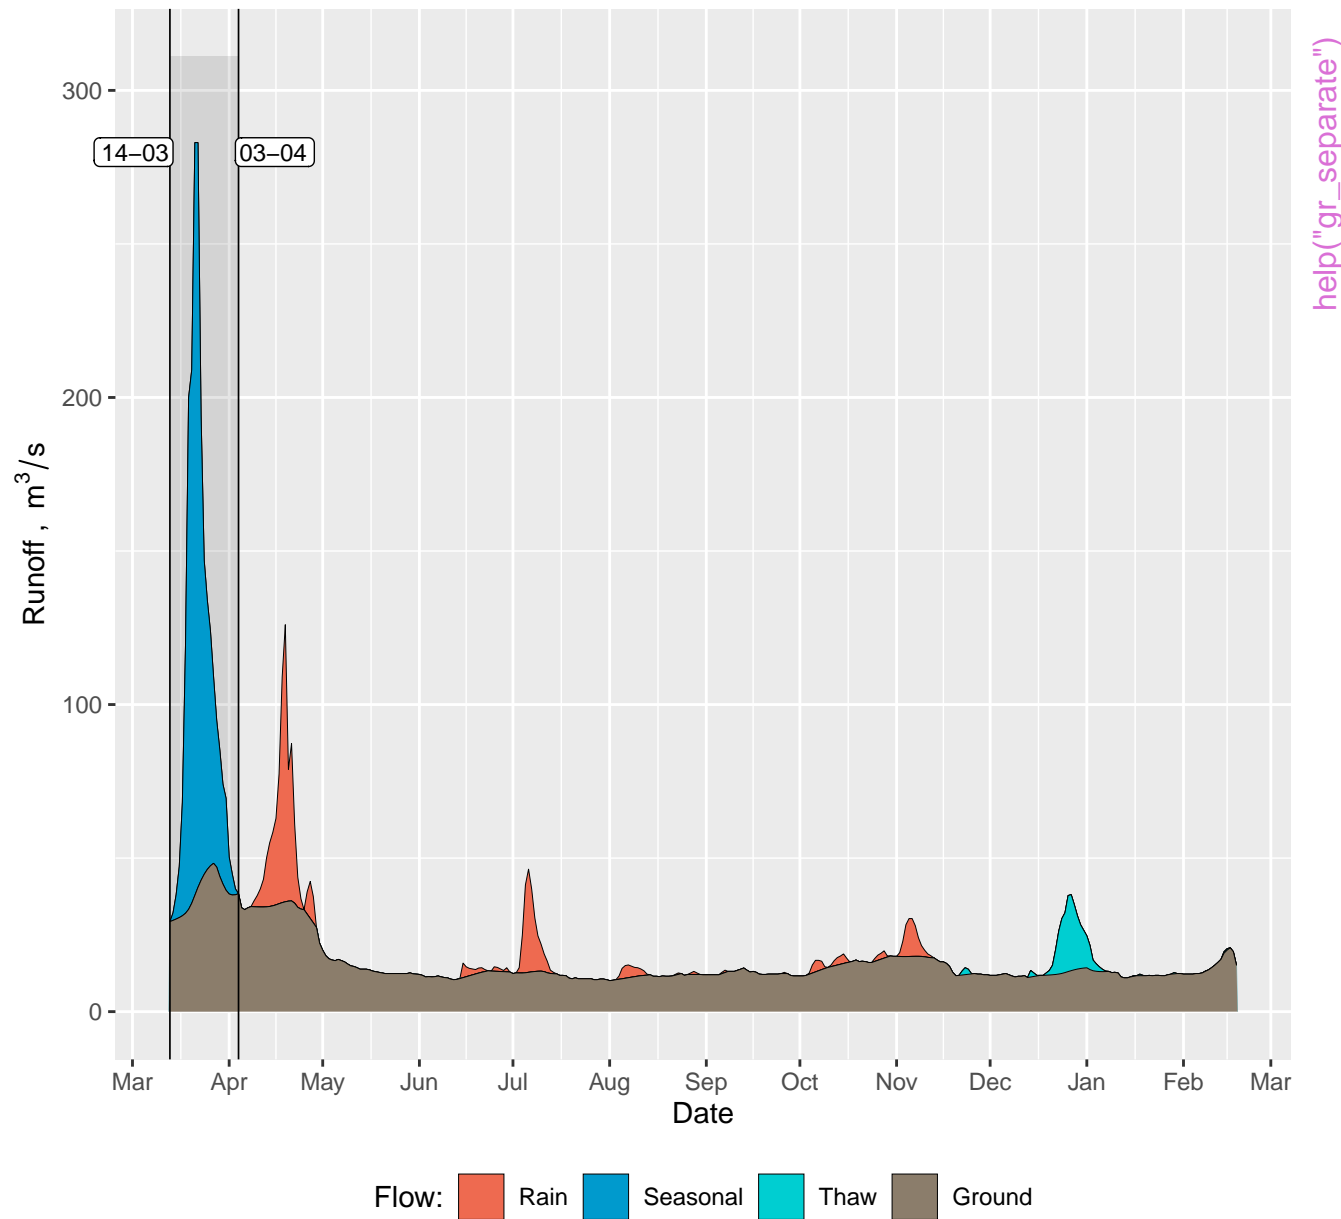 help("gr_separate")
300
200
100
0
14−03
03−04
Runoff , m³/s
Mar Apr May Jun Jul Aug Sep Oct Nov Dec Jan Feb Mar
Date
Flow: Rain Seasonal Thaw Ground